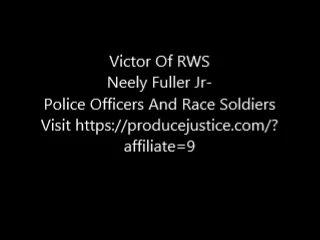 Victor Of RWS
Neely Fuller Jr-
Police Officers And Race Soldiers
Visit https://producejustice.com/?
affiliate=9